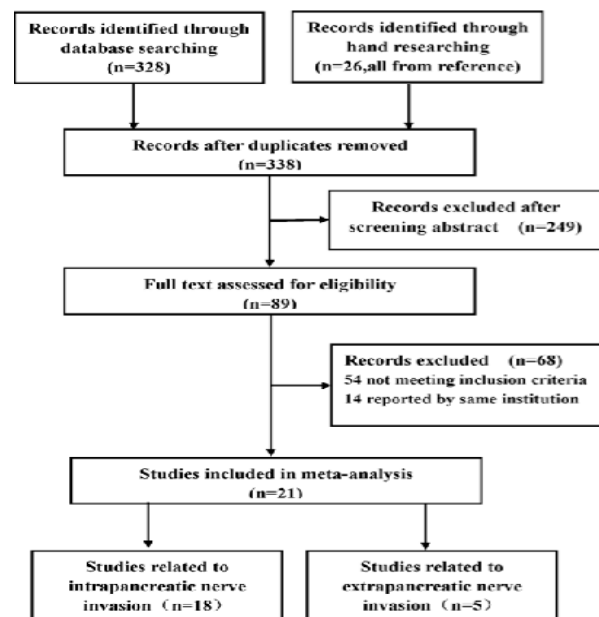 Records identified through
database searching
(n=328)
Records identified through
hand researching
(n=26,all from reference)
Records after duplicates removed
(n=338)
Records excluded after
screening abstract (n=249)
Full text assessed for eligibility
(n=89)
Records excluded (n=68)
54 not meeting inclusion criteria
14 reported by same institution
Studies included in meta-analysis
(n=21)
Studies related to
intrapancreatic nerve
invasion（n=18）
Studies related to
extrapancreatic nerve
invasion（n=5）